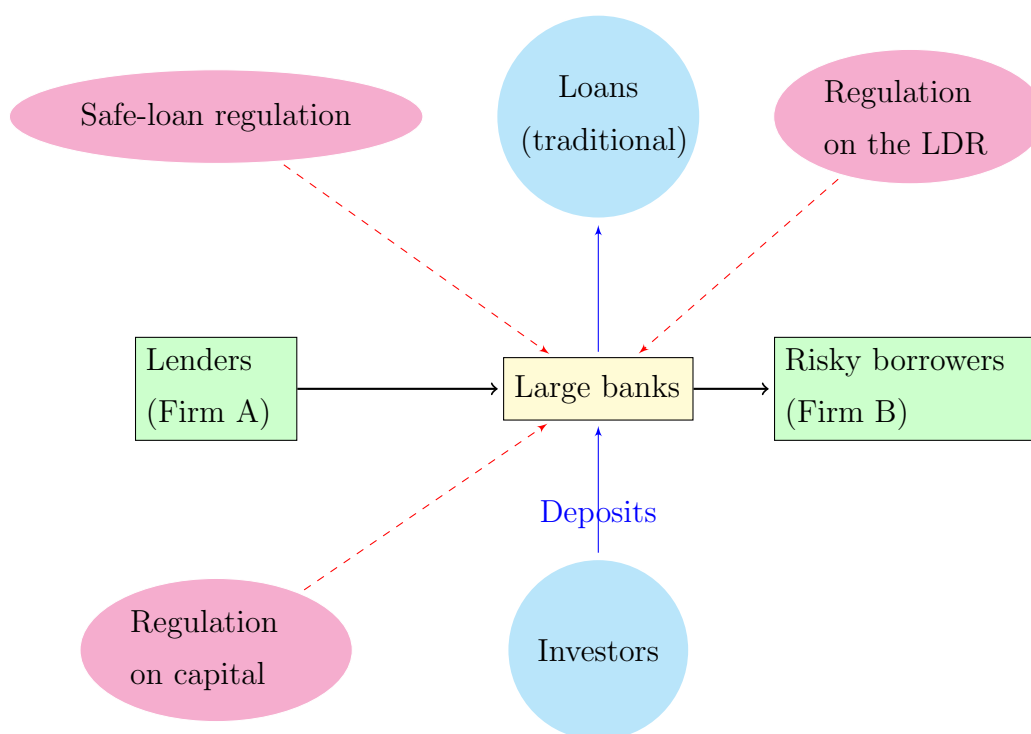 Safe-loan regulation
Loans
(traditional)
Regulation
on the LDR
Lenders
(Firm A)
Large banks
Risky borrowers
(Firm B)
Deposits
Regulation
on capital
Investors